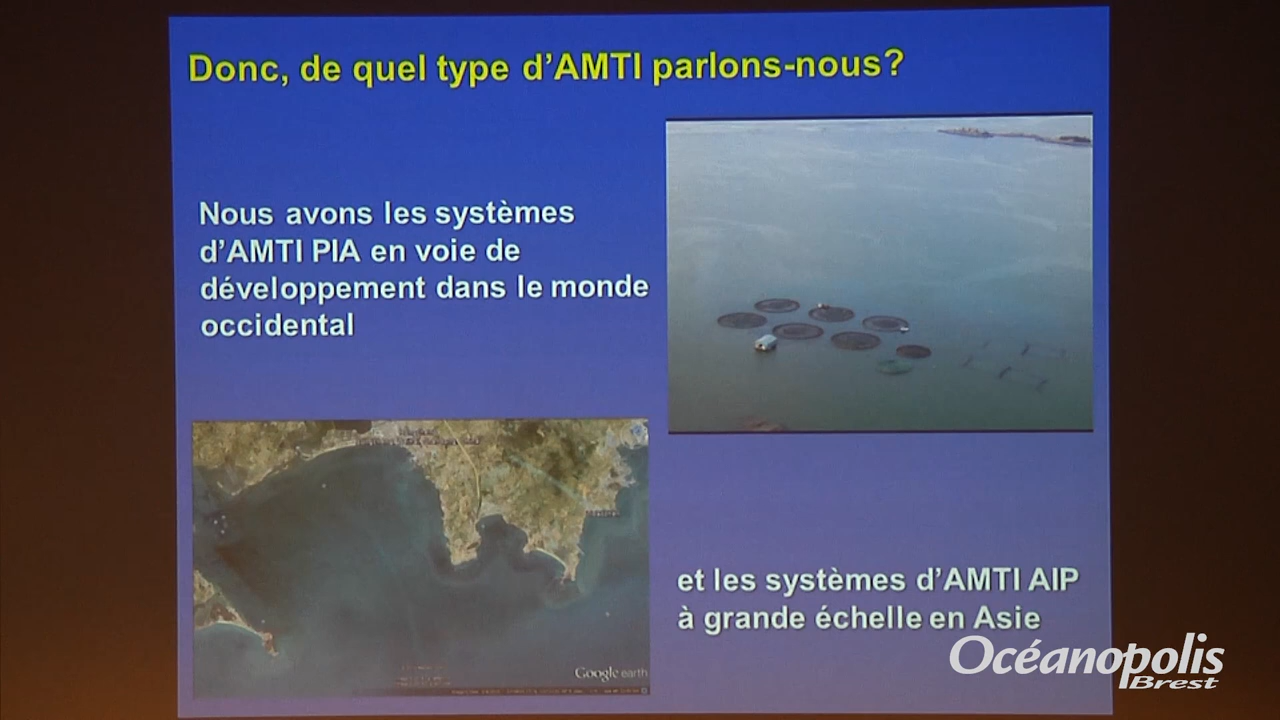 Donc, de quel type d'AMTI parlons-nous?
Nous avons les systèmes
d'AMTI PIA en voie de
développement dans le monde
occidental
et les systèmes d'AMTI AIP
à grande échelle en Asie
Google earth
Océanopolis
Brest